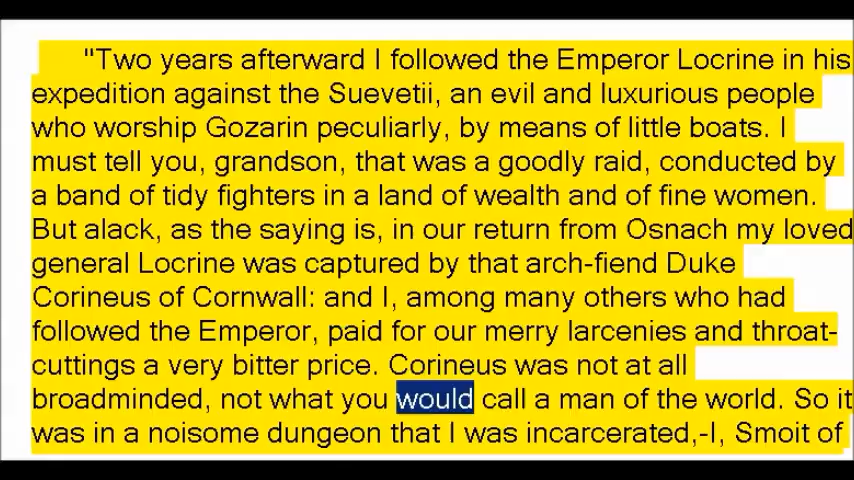 "Two years afterward I followed the Emperor Locrine in his
expedition against the Suevetii, an evil and luxurious people
who worship Gozarin peculiarly, by means of little boats. I
must tell you, grandson, that was a goodly raid, conducted by
a band of tidy fighters in a land of wealth and of fine women.
But alack, as the saying is, in our return from Osnach my loved
general Locrine was captured by that arch-fiend Duke
Corineus of Cornwall: and I, among many others who had
followed the Emperor, paid for our merry larcenies and throat-
cuttings a very bitter price. Corineus was not at all
broadminded, not what you would call a man of the world. So it
was in a noisome dungeon that I was incarcerated,-I, Smoit of